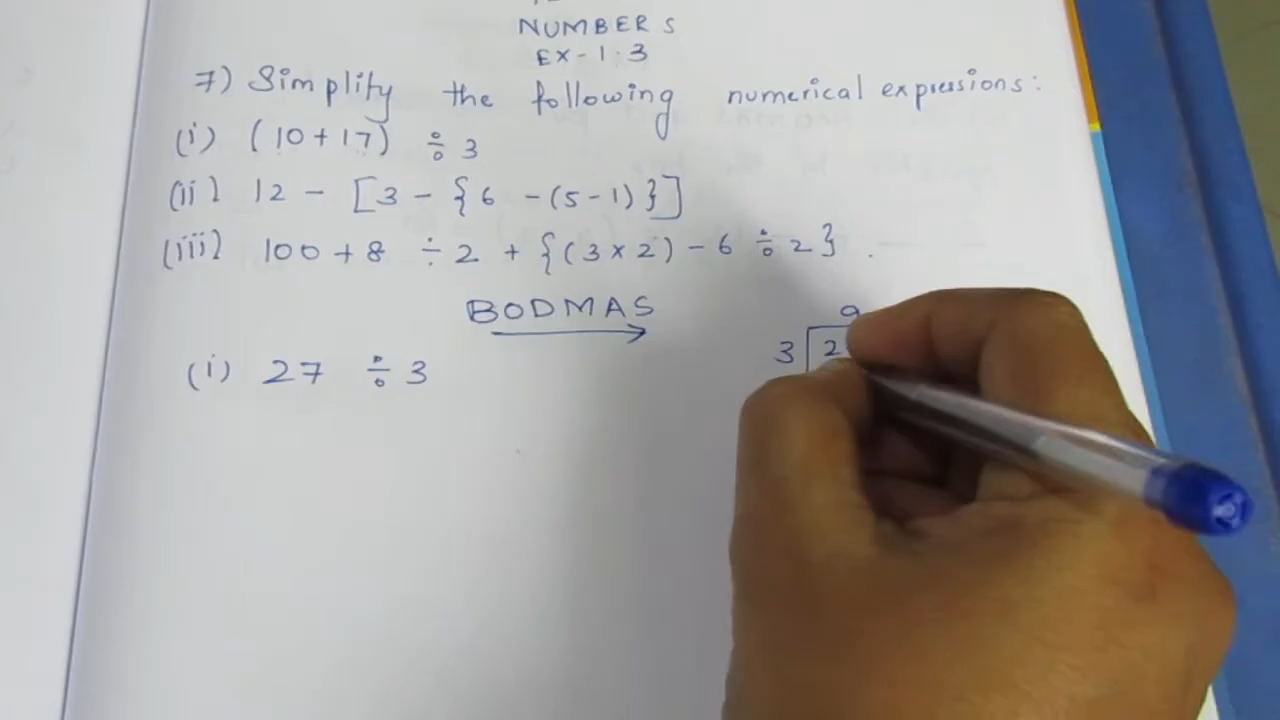 NUMBERS
EX-1.3
7) Simplify the following numerical expressions:
(i) (10+17) ÷ 3
(ii) 12 - [3 - {6 - (5-1)}]
(iii) 100 + 8 ÷ 2 + {(3 × 2) - 6 ÷ 2}.
BODMAS
9
(i) 27 ÷ 3 3 2